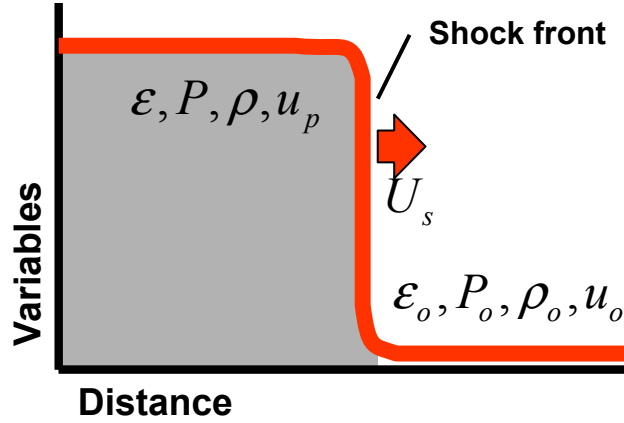 Shock front
ε, P, ρ, u_p
U_s
ε_o, P_o, ρ_o, u_o
Variables
Distance